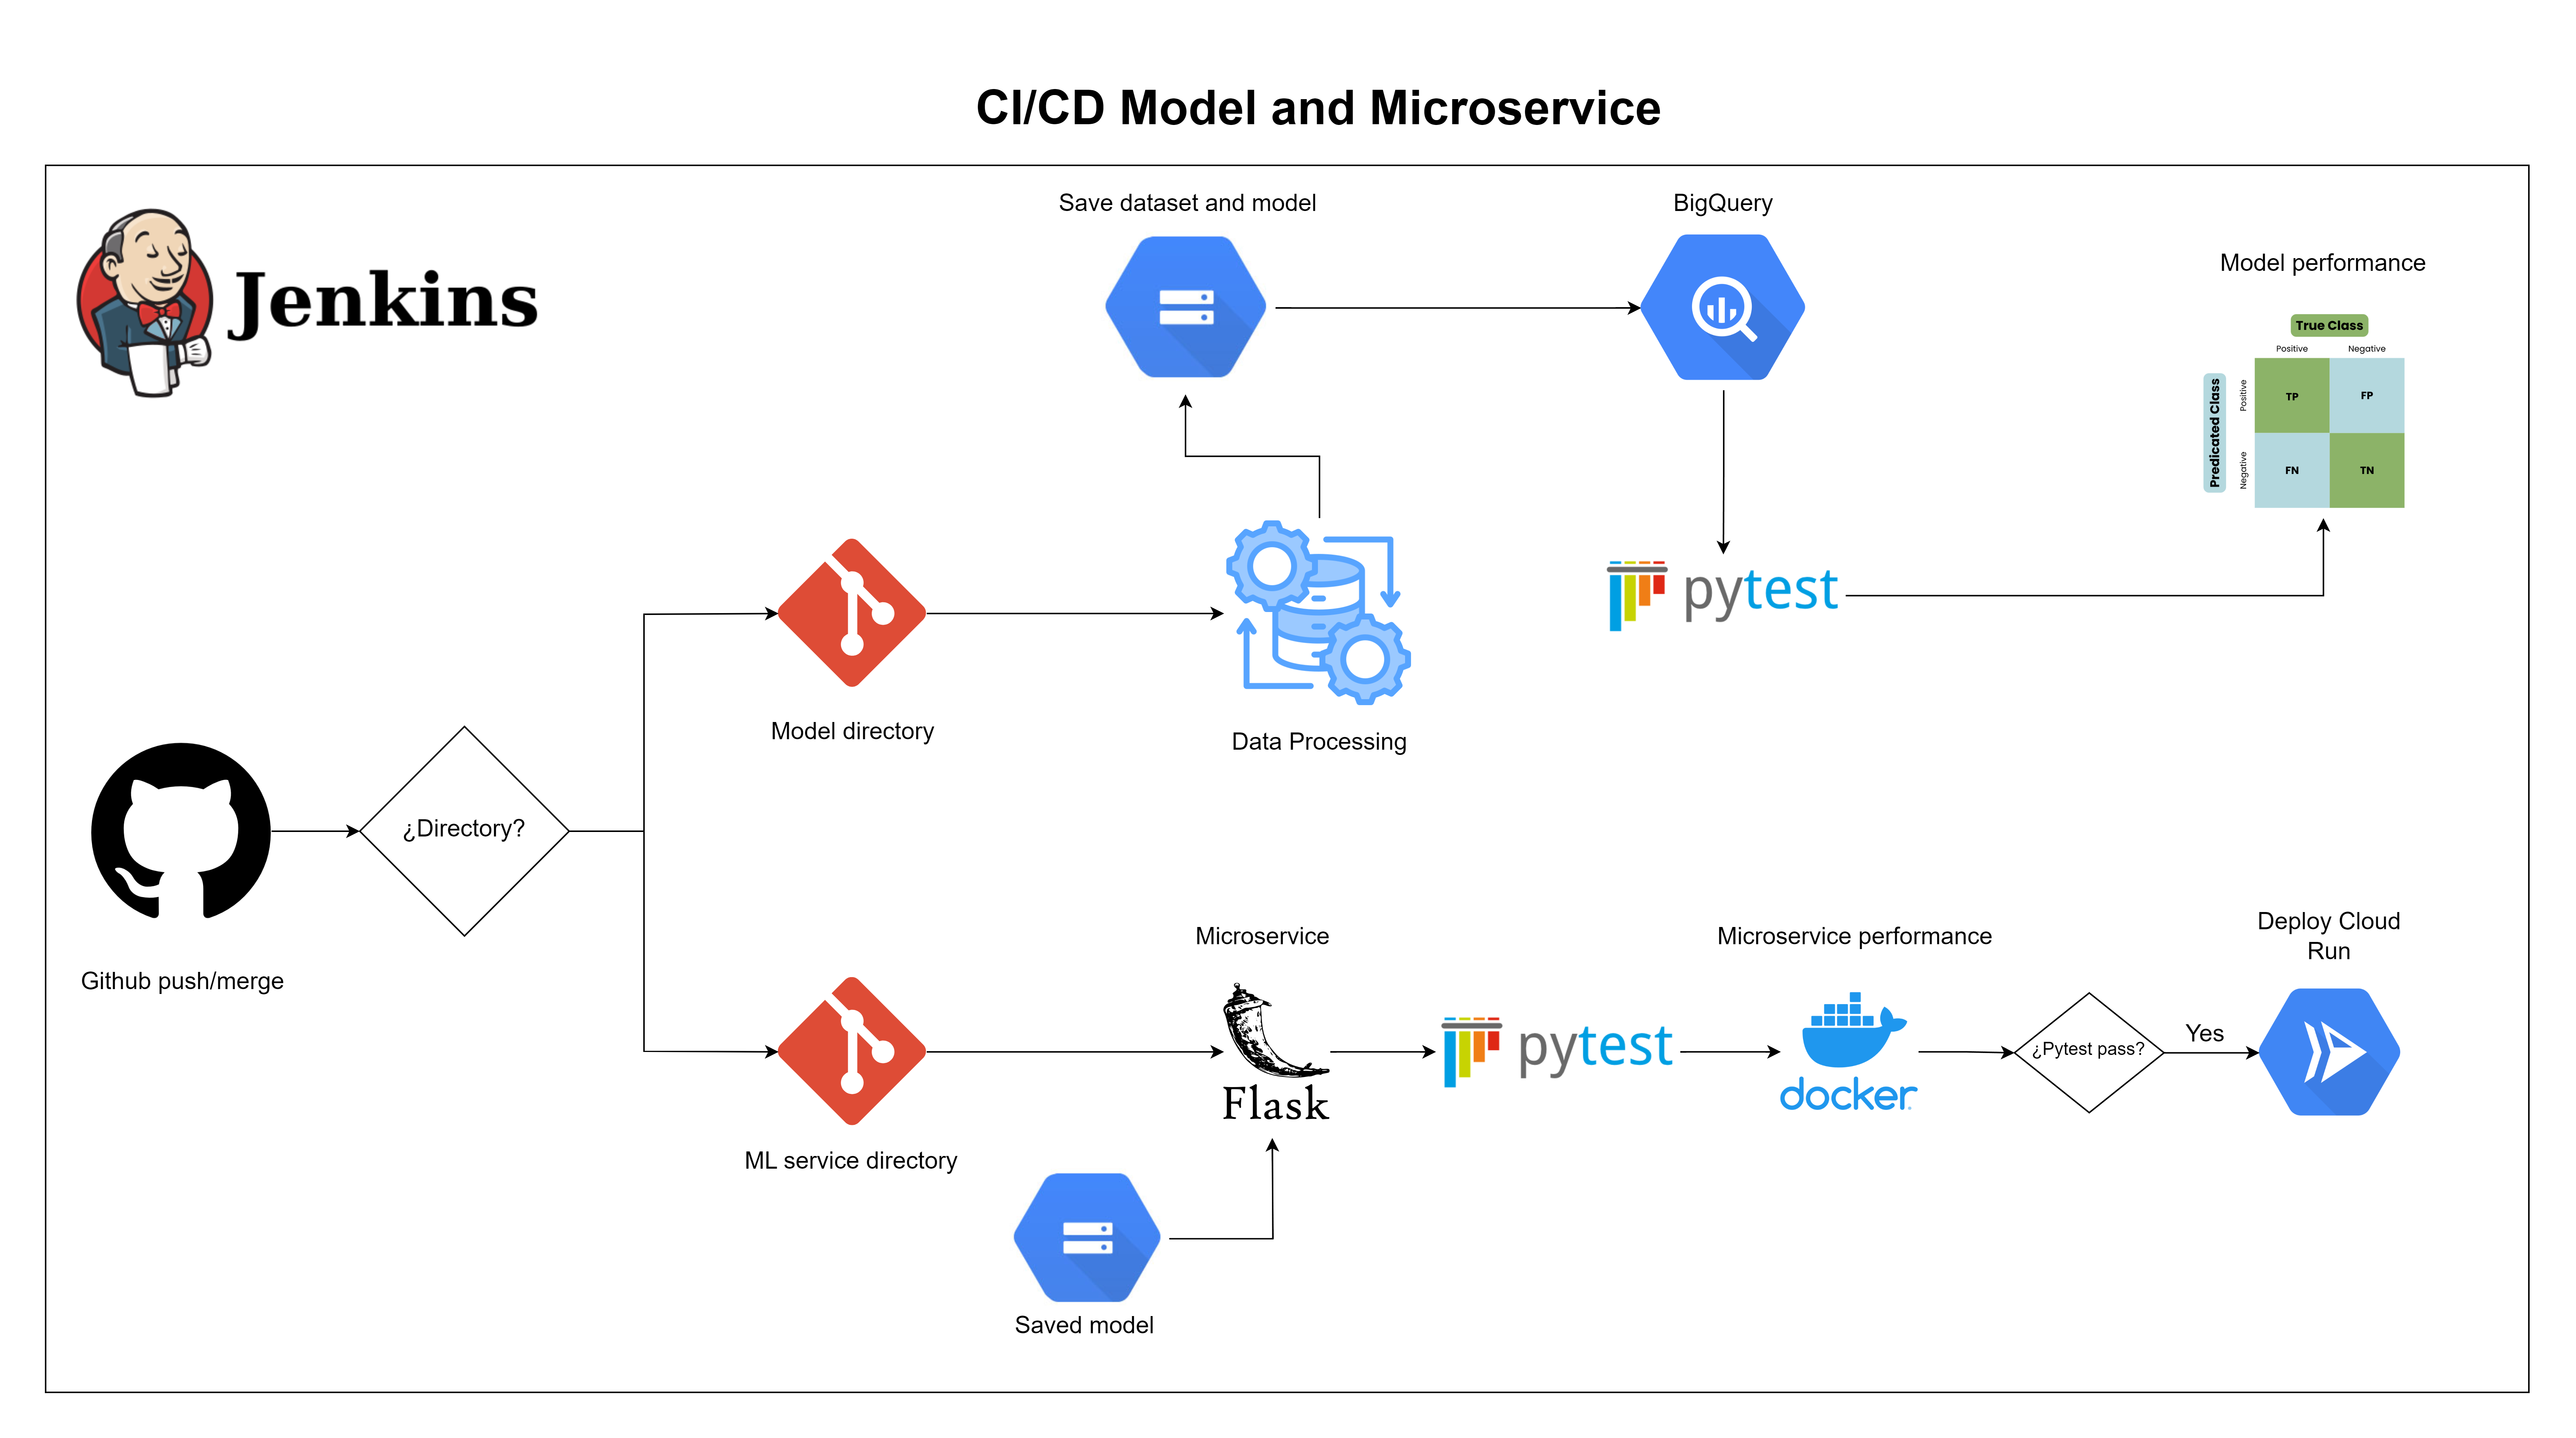 CI/CD Model and Microservice
Jenkins
Save dataset and model
BigQuery
Model performance
True Class
Positive
Negative
Predicated Class
Positive
Negative
TP
FP
FN
TN
pytest
Model directory
Data Processing
¿Directory?
Github push/merge
Microservice
Microservice performance
Deploy Cloud
Run
Flask
pytest
docker
¿Pytest pass?
Yes
ML service directory
Saved model